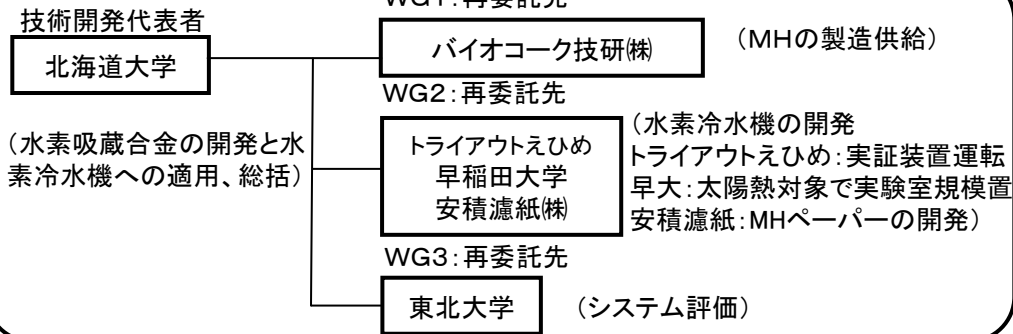 WG1:再委託先
技術開発代表者
北海道大学
バイオコーク技研㈱
(MHの製造供給)
WG2:再委託先
(水素吸蔵合金の開発と水
素冷水機への適用、総括)
トライアウトえひめ
早稲田大学
安積濾紙㈱
(水素冷水機の開発
トライアウトえひめ:実証装置運転
早大:太陽熱対象で実験室規模置
安積濾紙:MHペーパーの開発)
WG3:再委託先
東北大学
(システム評価)